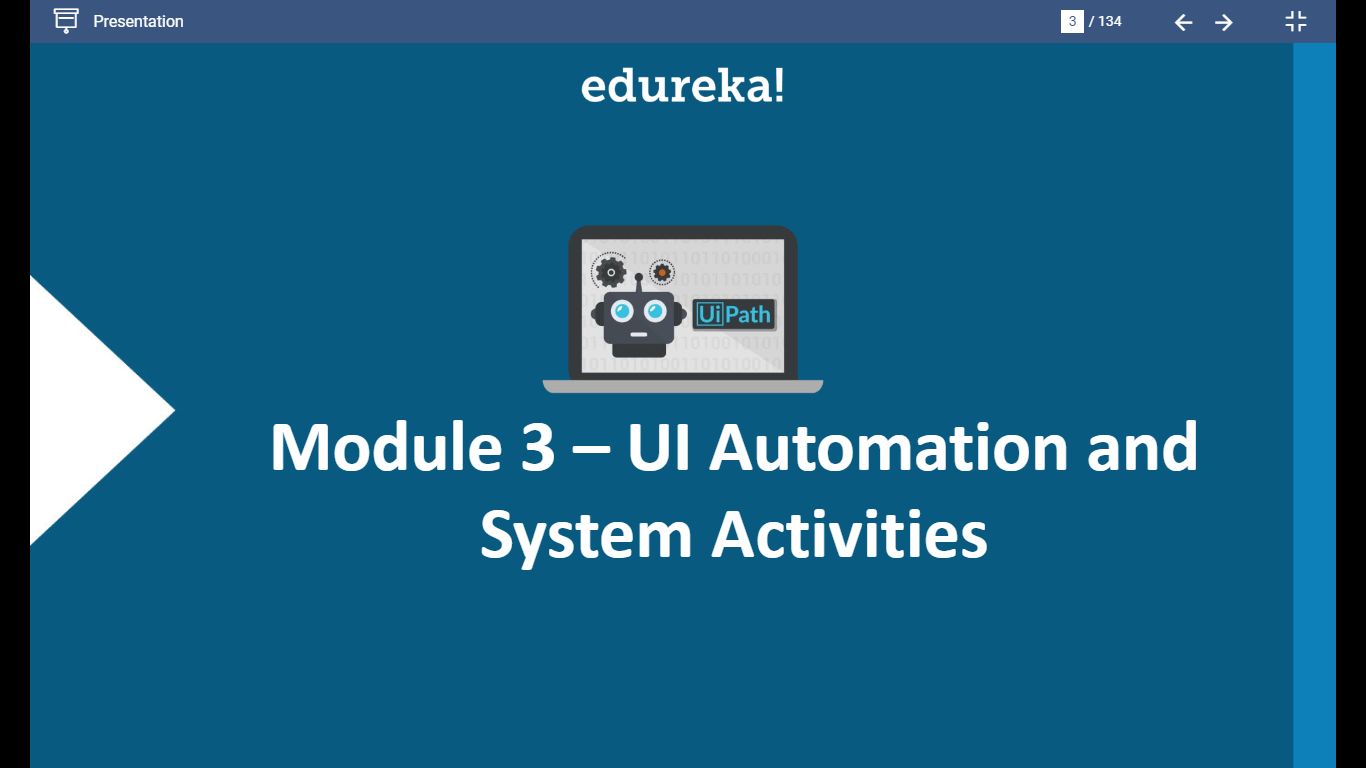 Presentation
3 / 134
edureka!
UiPath
Module 3 – UI Automation and
System Activities